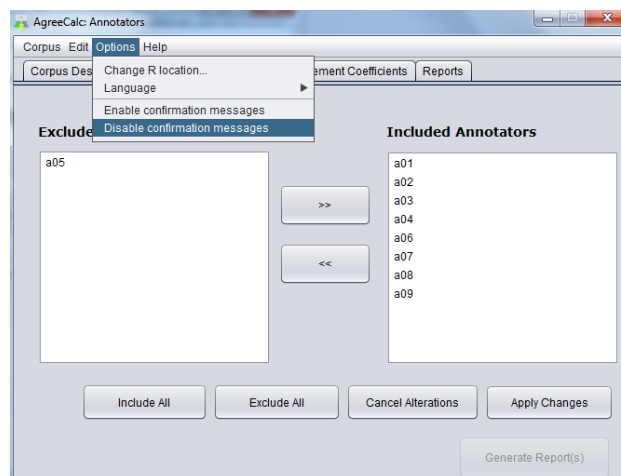 AgreeCalc: Annotators
Corpus Edit Options Help
Corpus Des
Change R location...
ement Coefficients
Reports
Language
Enable confirmation messages
Disable confirmation messages
Exclude
Included Annotators
a05
a01
a02
a03
a04
a06
a07
a08
a09
>>
<<
Include All
Exclude All
Cancel Alterations
Apply Changes
Generate Report(s)